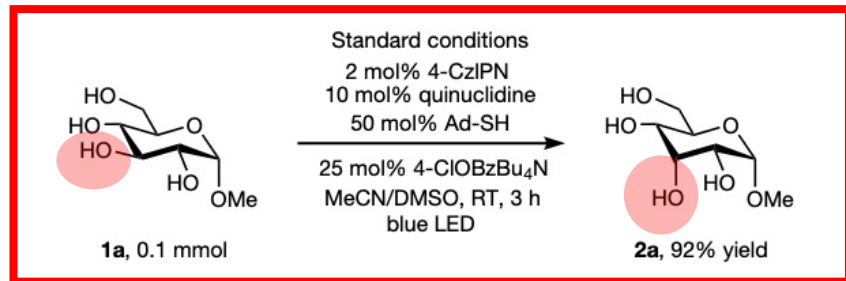 Standard conditions
2 mol% 4-CzIPN
10 mol% quinuclidine
50 mol% Ad-SH
25 mol% 4-ClOBzBu₄N
MeCN/DMSO, RT, 3 h
blue LED
HO
HO
HO
O
HO
OMe
1a, 0.1 mmol
HO
HO
O
HO
HO
OMe
2a, 92% yield